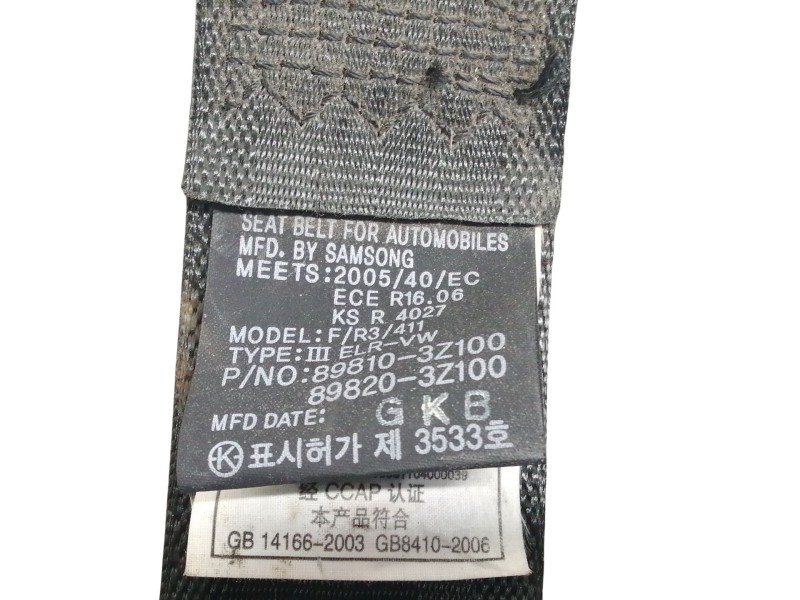 SEAT BELT FOR AUTOMOBILES
MFD. BY SAMSONG
MEETS:2005/40/EC
ECE R16.06
KS R 4027
MODEL:F/R3/411
TYPE:III ELR-VW
P/NO:89810-3Z100
89820-3Z100
MFD DATE: GKB
K 표시허가 제 3533호
经 CCAP 认证
本产品符合
GB 14166-2003 GB8410-2006